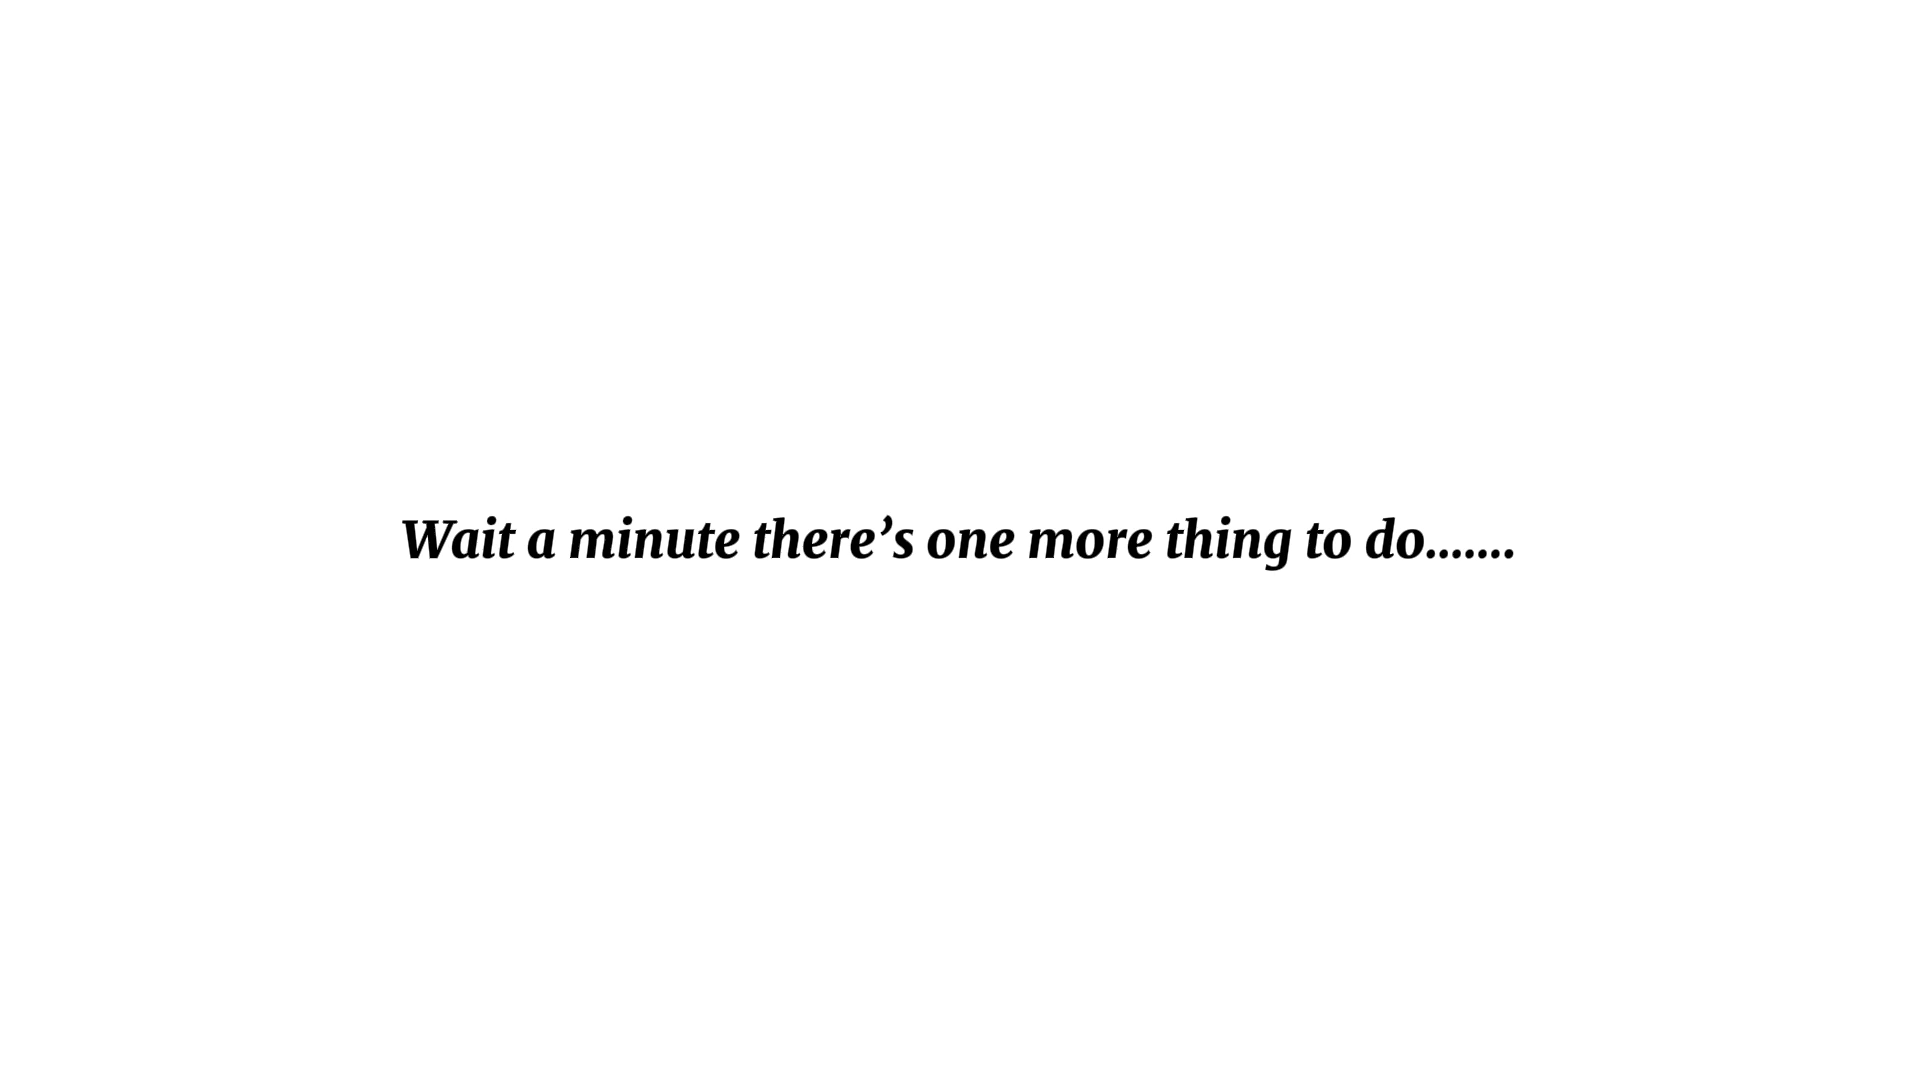 Wait a minute there’s one more thing to do.......